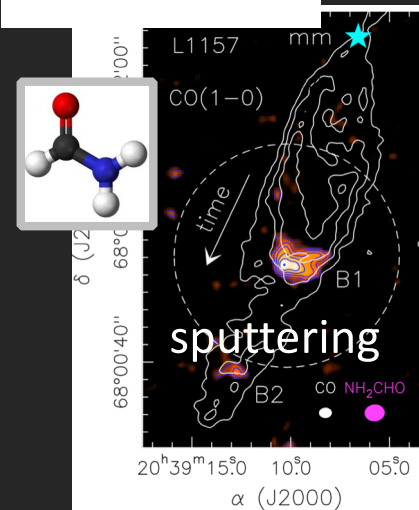 L1157
mm
CO(1-0)
time
B1
sputtering
B2
CO NH₂CHO
68°00'40"
20ʰ39ᵐ15ˢ.0 10ˢ.0 05ˢ.0
α (J2000)